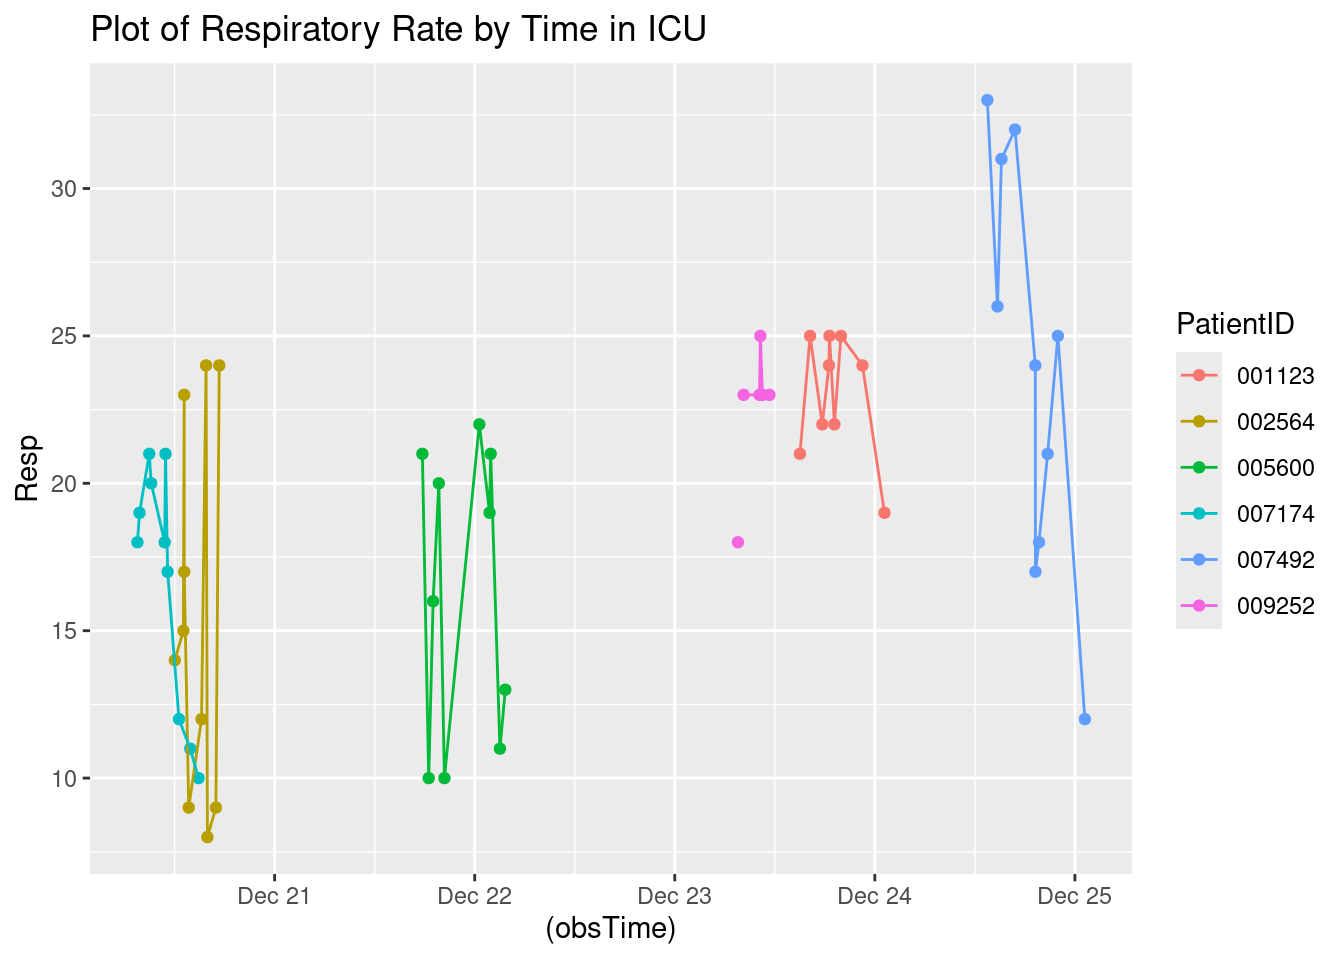 Plot of Respiratory Rate by Time in ICU
Resp
30
25
20
15
10
Dec 21
Dec 22
Dec 23
Dec 24
Dec 25
(obsTime)
PatientID
001123
002564
005600
007174
007492
009252